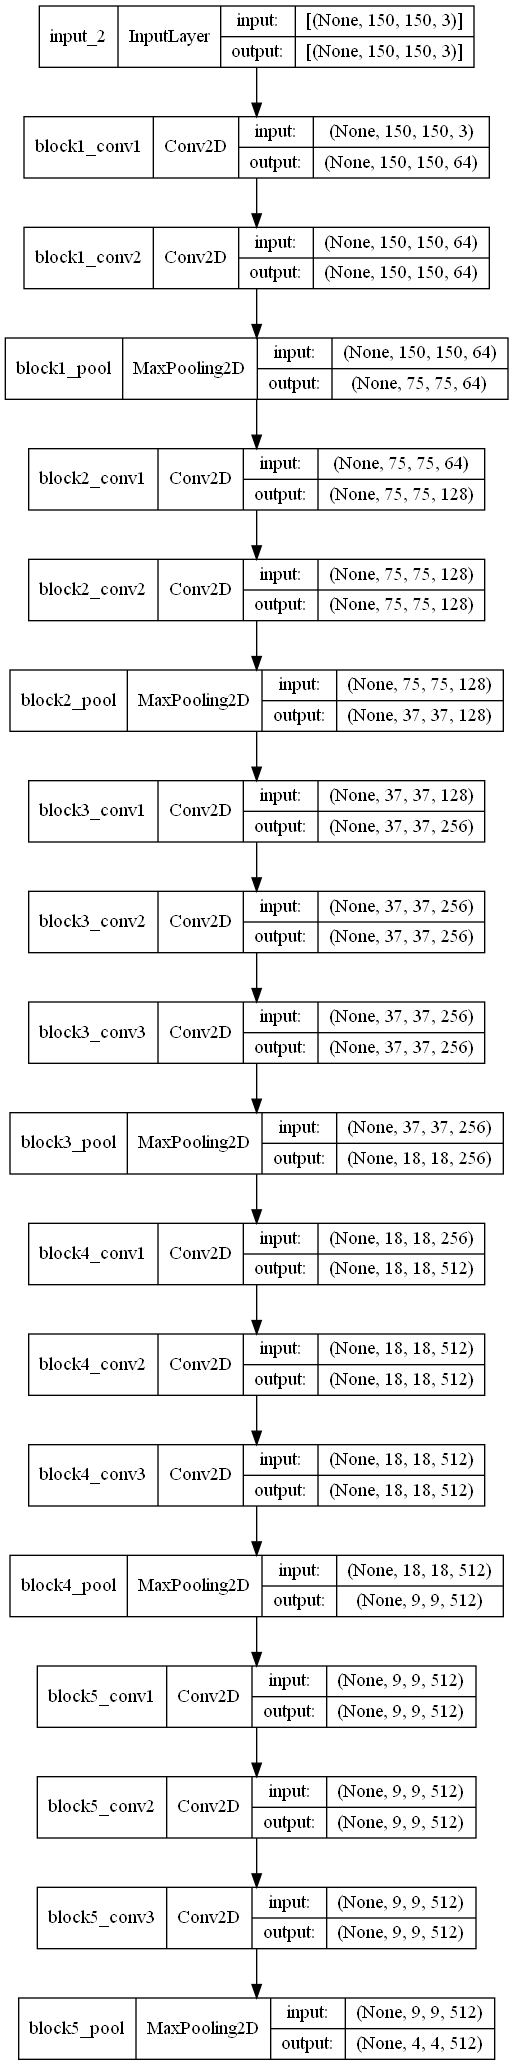 input_2 InputLayer input: [(None, 150, 150, 3)]
output: [(None, 150, 150, 3)]
block1_conv1 Conv2D input: (None, 150, 150, 3)
output: (None, 150, 150, 64)
block1_conv2 Conv2D input: (None, 150, 150, 64)
output: (None, 150, 150, 64)
block1_pool MaxPooling2D input: (None, 150, 150, 64)
output: (None, 75, 75, 64)
block2_conv1 Conv2D input: (None, 75, 75, 64)
output: (None, 75, 75, 128)
block2_conv2 Conv2D input: (None, 75, 75, 128)
output: (None, 75, 75, 128)
block2_pool MaxPooling2D input: (None, 75, 75, 128)
output: (None, 37, 37, 128)
block3_conv1 Conv2D input: (None, 37, 37, 128)
output: (None, 37, 37, 256)
block3_conv2 Conv2D input: (None, 37, 37, 256)
output: (None, 37, 37, 256)
block3_conv3 Conv2D input: (None, 37, 37, 256)
output: (None, 37, 37, 256)
block3_pool MaxPooling2D input: (None, 37, 37, 256)
output: (None, 18, 18, 256)
block4_conv1 Conv2D input: (None, 18, 18, 256)
output: (None, 18, 18, 512)
block4_conv2 Conv2D input: (None, 18, 18, 512)
output: (None, 18, 18, 512)
block4_conv3 Conv2D input: (None, 18, 18, 512)
output: (None, 18, 18, 512)
block4_pool MaxPooling2D input: (None, 18, 18, 512)
output: (None, 9, 9, 512)
block5_conv1 Conv2D input: (None, 9, 9, 512)
output: (None, 9, 9, 512)
block5_conv2 Conv2D input: (None, 9, 9, 512)
output: (None, 9, 9, 512)
block5_conv3 Conv2D input: (None, 9, 9, 512)
output: (None, 9, 9, 512)
block5_pool MaxPooling2D input: (None, 9, 9, 512)
output: (None, 4, 4, 512)